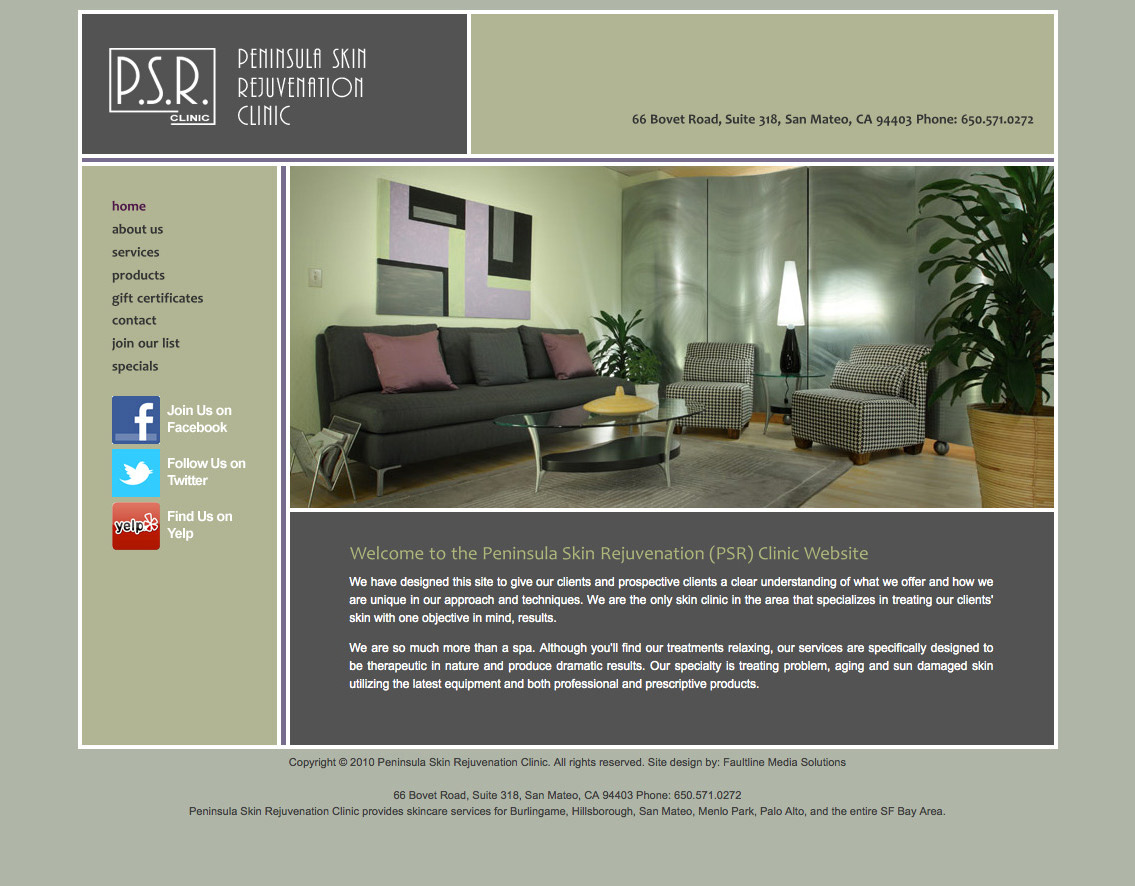 P.S.R.
CLINIC
PENINSULA SKIN
REJUVENATION
CLINIC
66 Bovet Road, Suite 318, San Mateo, CA 94403 Phone: 650.571.0272
home
about us
services
products
gift certificates
contact
join our list
specials
f
Join Us on
Facebook
Follow Us on
Twitter
yelp
Find Us on
Yelp
Welcome to the Peninsula Skin Rejuvenation (PSR) Clinic Website
We have designed this site to give our clients and prospective clients a clear understanding of what we offer and how we
are unique in our approach and techniques. We are the only skin clinic in the area that specializes in treating our clients'
skin with one objective in mind, results.
We are so much more than a spa. Although you'll find our treatments relaxing, our services are specifically designed to
be therapeutic in nature and produce dramatic results. Our specialty is treating problem, aging and sun damaged skin
utilizing the latest equipment and both professional and prescriptive products.
Copyright © 2010 Peninsula Skin Rejuvenation Clinic. All rights reserved. Site design by: Faultline Media Solutions
66 Bovet Road, Suite 318, San Mateo, CA 94403 Phone: 650.571.0272
Peninsula Skin Rejuvenation Clinic provides skincare services for Burlingame, Hillsborough, San Mateo, Menlo Park, Palo Alto, and the entire SF Bay Area.